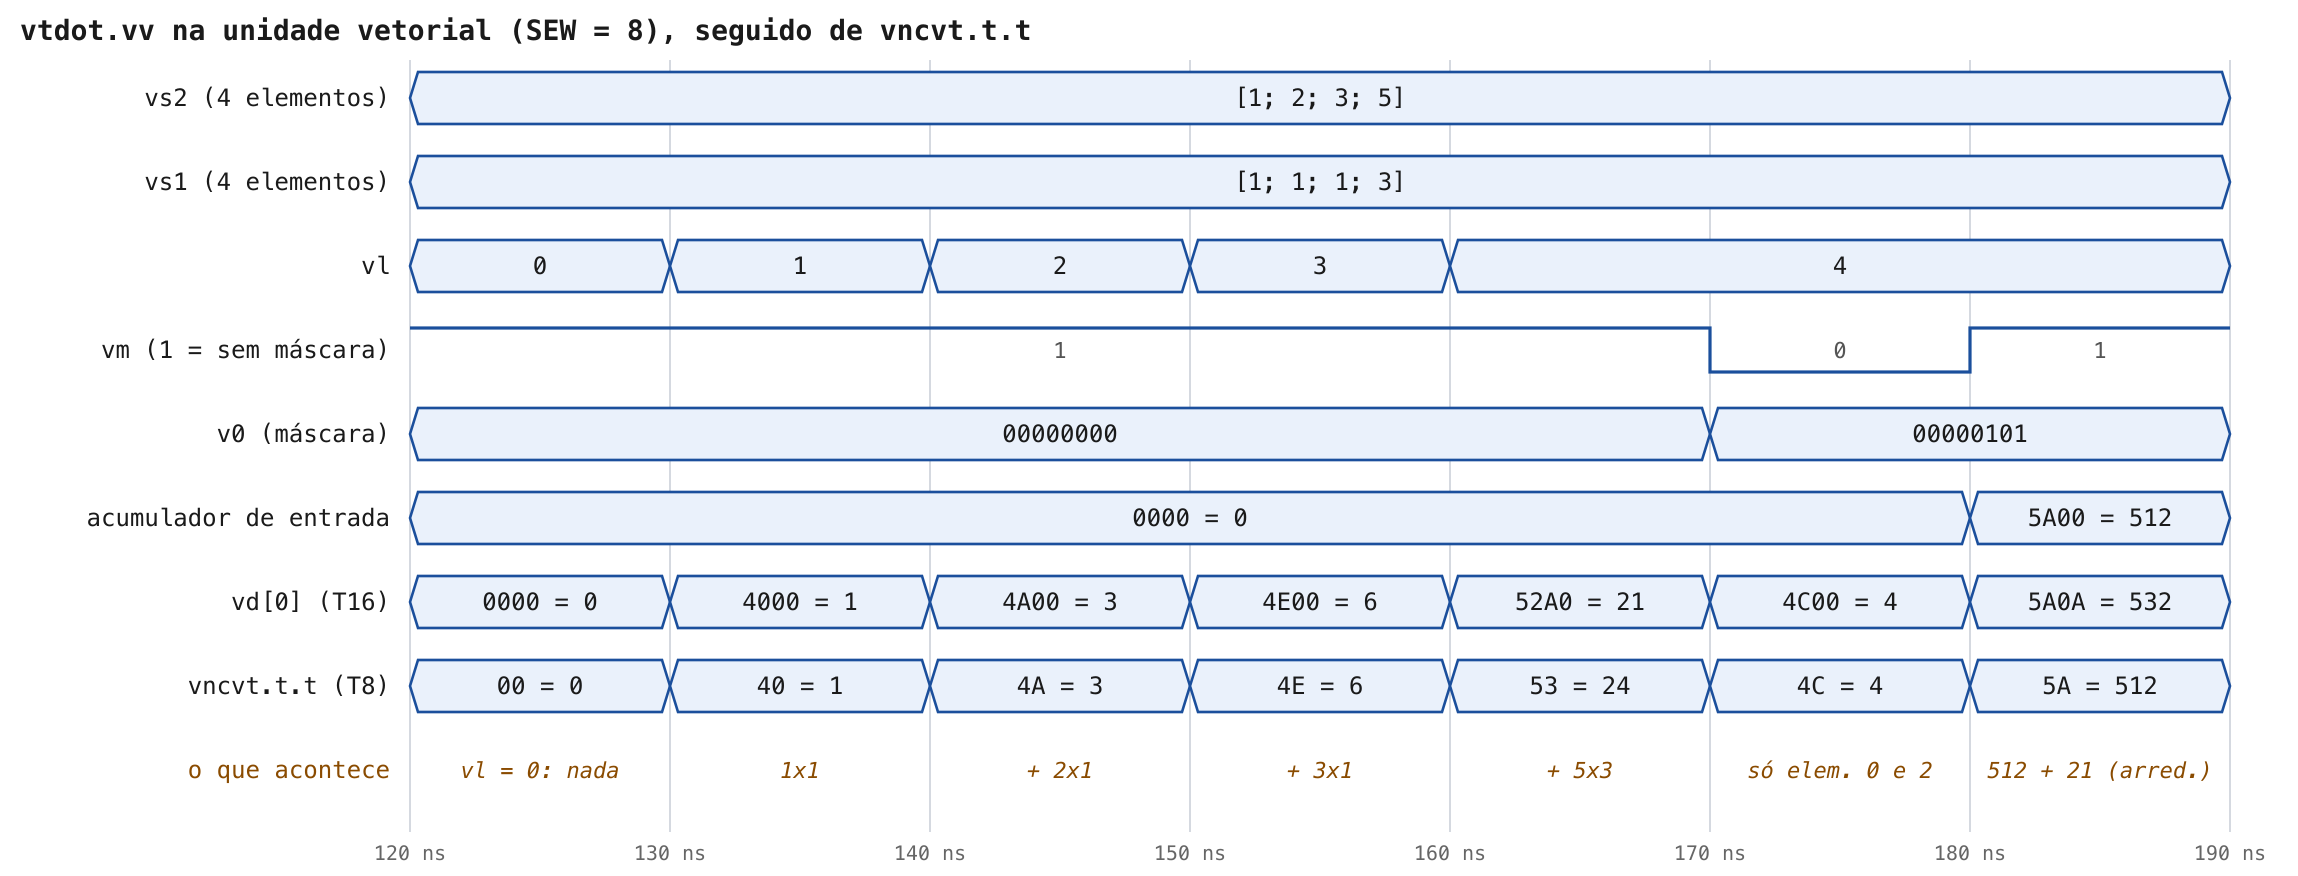 vtdot.vv na unidade vetorial (SEW = 8), seguido de vncvt.t.t
vs2 (4 elementos) [1; 2; 3; 5]
vs1 (4 elementos) [1; 1; 1; 3]
vl 0 1 2 3 4
vm (1 = sem máscara) 1 0 1
v0 (máscara) 00000000 00000101
acumulador de entrada 0000 = 0 5A00 = 512
vd[0] (T16) 0000 = 0 4000 = 1 4A00 = 3 4E00 = 6 52A0 = 21 4C00 = 4 5A0A = 532
vncvt.t.t (T8) 00 = 0 40 = 1 4A = 3 4E = 6 53 = 24 4C = 4 5A = 512
o que acontece vl = 0: nada 1x1 + 2x1 + 3x1 + 5x3 só elem. 0 e 2 512 + 21 (arred.)
120 ns 130 ns 140 ns 150 ns 160 ns 170 ns 180 ns 190 ns